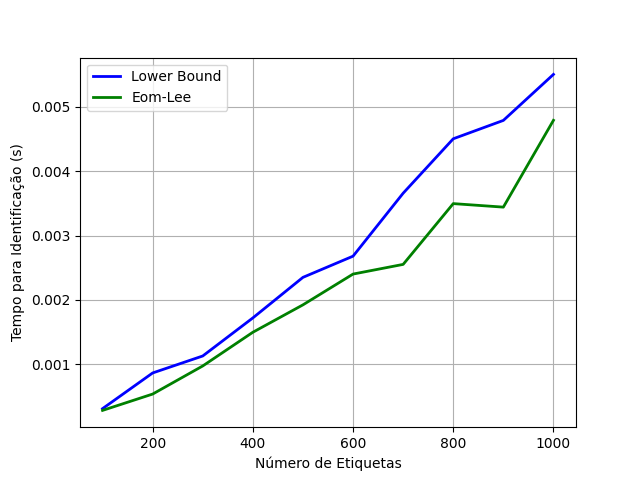 Lower Bound
Eom-Lee
0.005
0.004
0.003
0.002
0.001
Tempo para Identificação (s)
200 400 600 800 1000
Número de Etiquetas